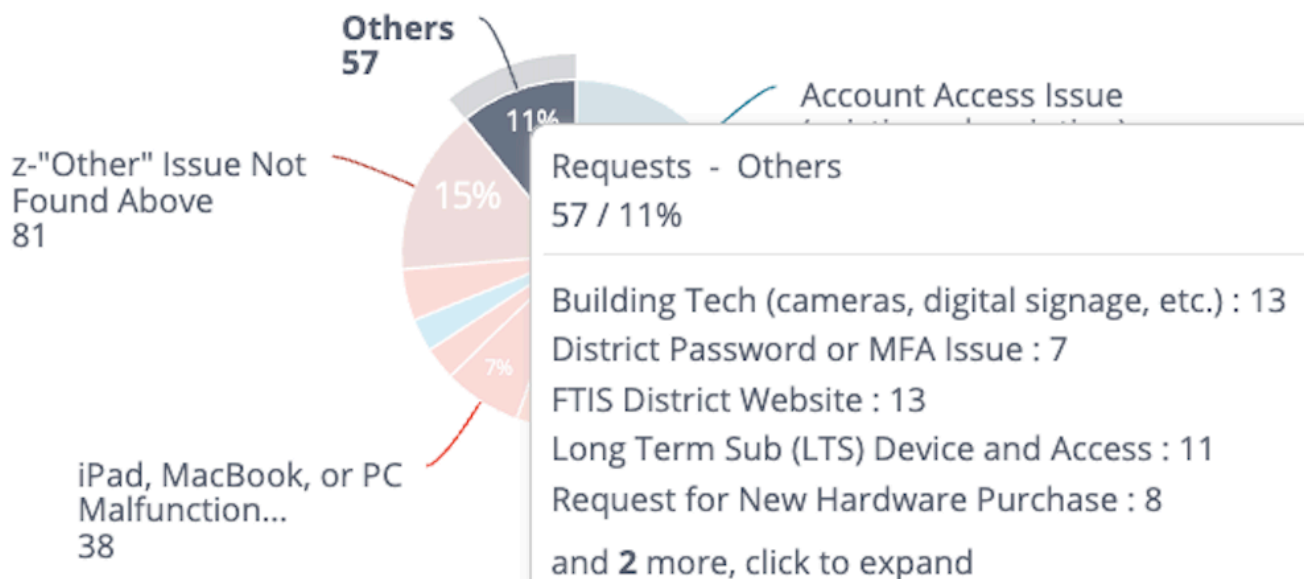 Others
57
11%
Account Access Issue
z-"Other" Issue Not
Found Above
81
15%
7%
iPad, MacBook, or PC
Malfunction...
38
Requests - Others
57 / 11%
Building Tech (cameras, digital signage, etc.) : 13
District Password or MFA Issue : 7
FTIS District Website : 13
Long Term Sub (LTS) Device and Access : 11
Request for New Hardware Purchase : 8
and 2 more, click to expand